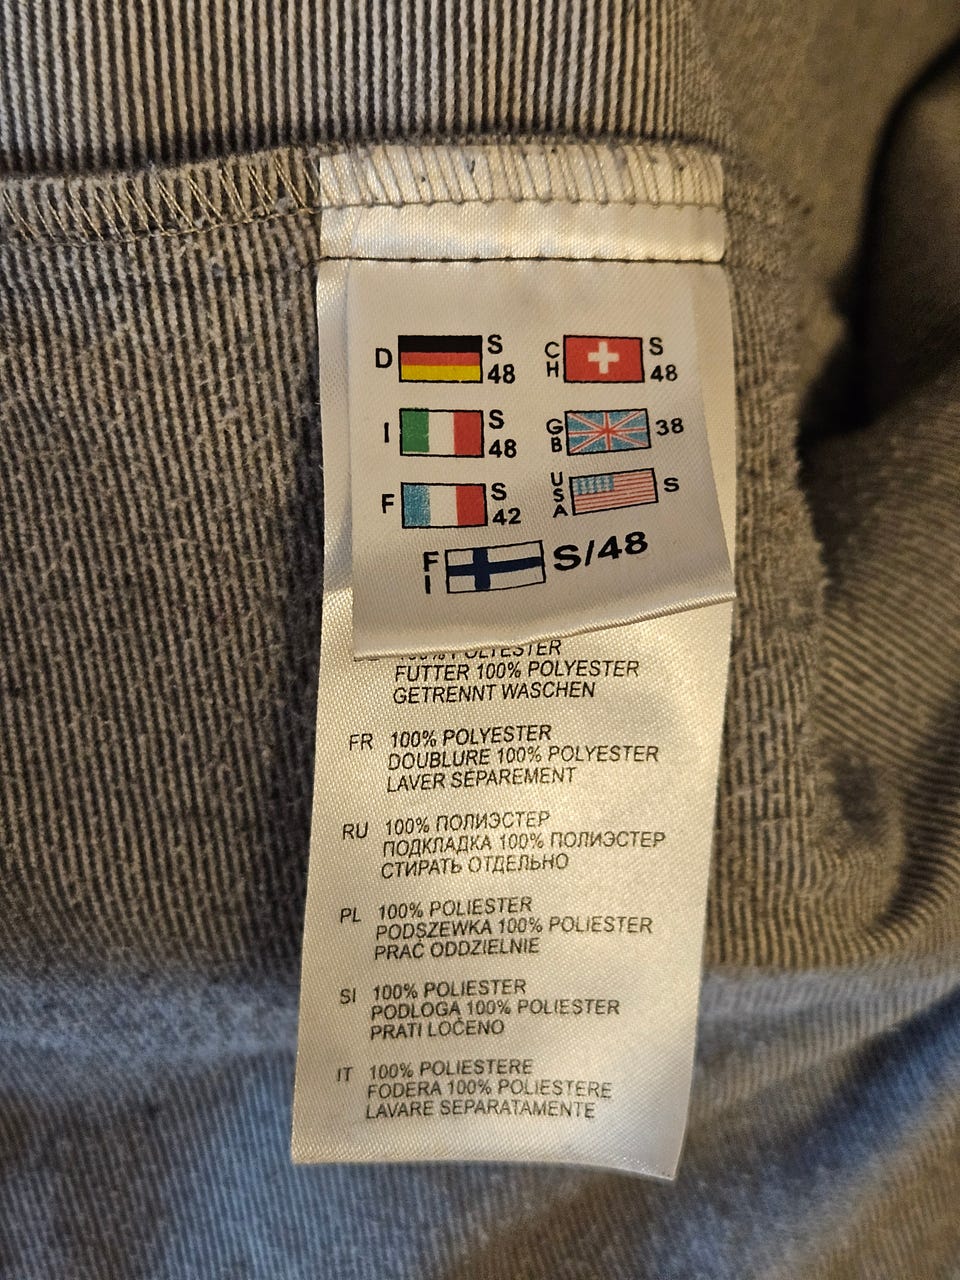 D S 48
CH S 48
I S 48
GB 38
F S 42
USA S
FI S/48
100% POLYESTER
FUTTER 100% POLYESTER
GETRENNT WASCHEN
FR 100% POLYESTER
DOUBLURE 100% POLYESTER
LAVER SÉPAREMENT
RU 100% ПОЛИЭСТЕР
ПОДКЛАДКА 100% ПОЛИЭСТЕР
СТИРАТЬ ОТДЕЛЬНО
PL 100% POLIESTER
PODSZEWKA 100% POLIESTER
PRAĆ ODDZIELNIE
SI 100% POLIESTER
PODLOGA 100% POLIESTER
PRATI LOČENO
IT 100% POLIESTERE
FODERA 100% POLIESTERE
LAVARE SEPARATAMENTE